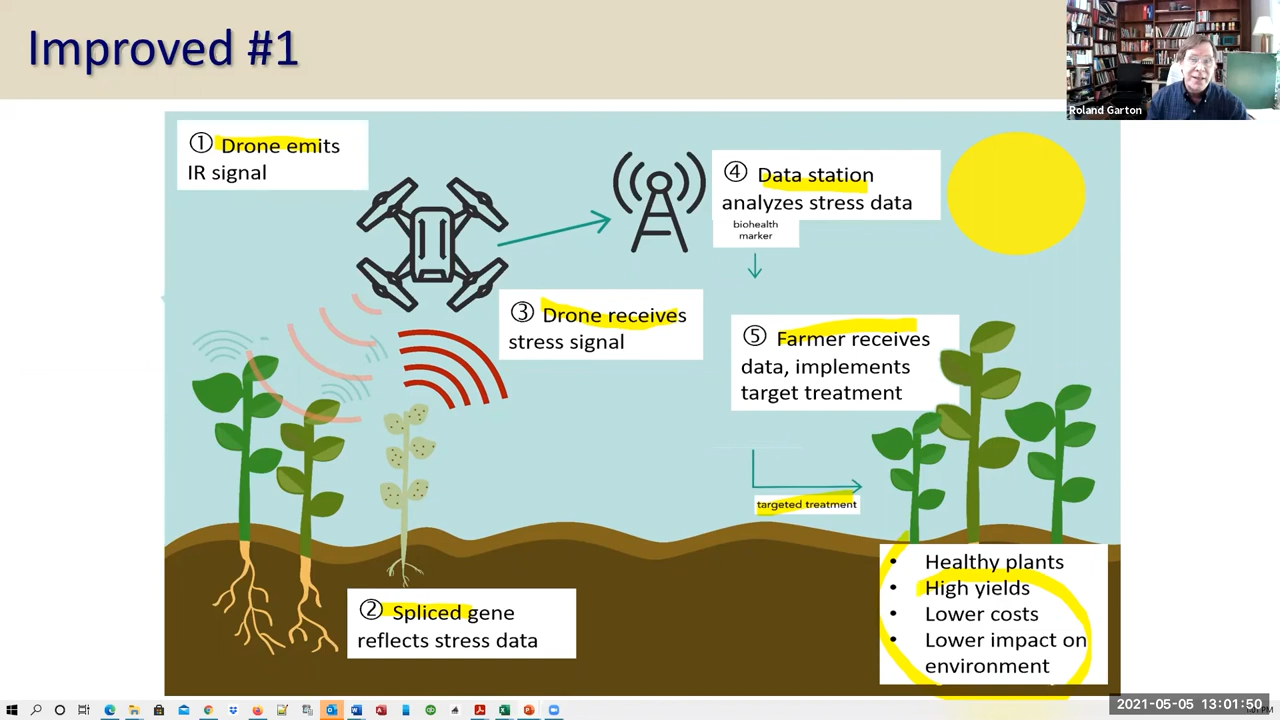 Improved #1
Roland Garton
① Drone emits
IR signal
④ Data station
analyzes stress data
biohealth
marker
③ Drone receives
stress signal
⑤ Farmer receives
data, implements
target treatment
targeted treatment
② Spliced gene
reflects stress data
• Healthy plants
• High yields
• Lower costs
• Lower impact on
environment
2021-05-05 13:01:50